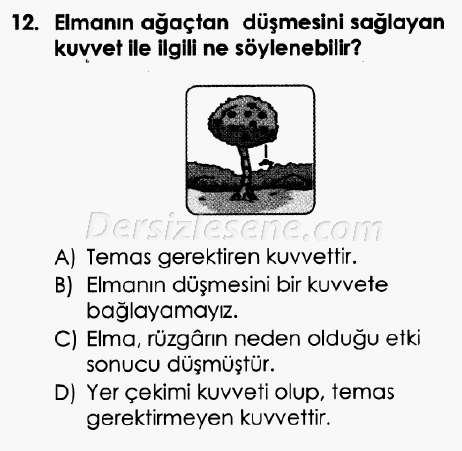 12. Elmanın ağaçtan düşmesini sağlayan
kuvvet ile ilgili ne söylenebilir?
Dersizlesene.com
A) Temas gerektiren kuvvettir.
B) Elmanın düşmesini bir kuvvete
bağlayamayız.
C) Elma, rüzgârın neden olduğu etki
sonucu düşmüştür.
D) Yer çekimi kuvveti olup, temas
gerektirmeyen kuvvettir.